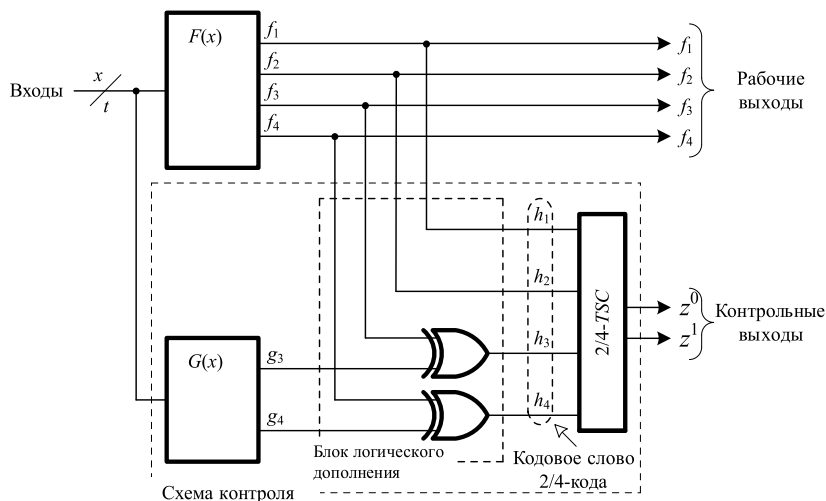 F(x)
f1
f2
f3
f4
Входы
x
t
f1
f2
f3
f4
Рабочие
выходы
h1
h2
h3
h4
2/4-TSC
z⁰
z¹
Контрольные
выходы
G(x)
g3
g4
Блок логического
дополнения
Кодовое слово
2/4-кода
Схема контроля